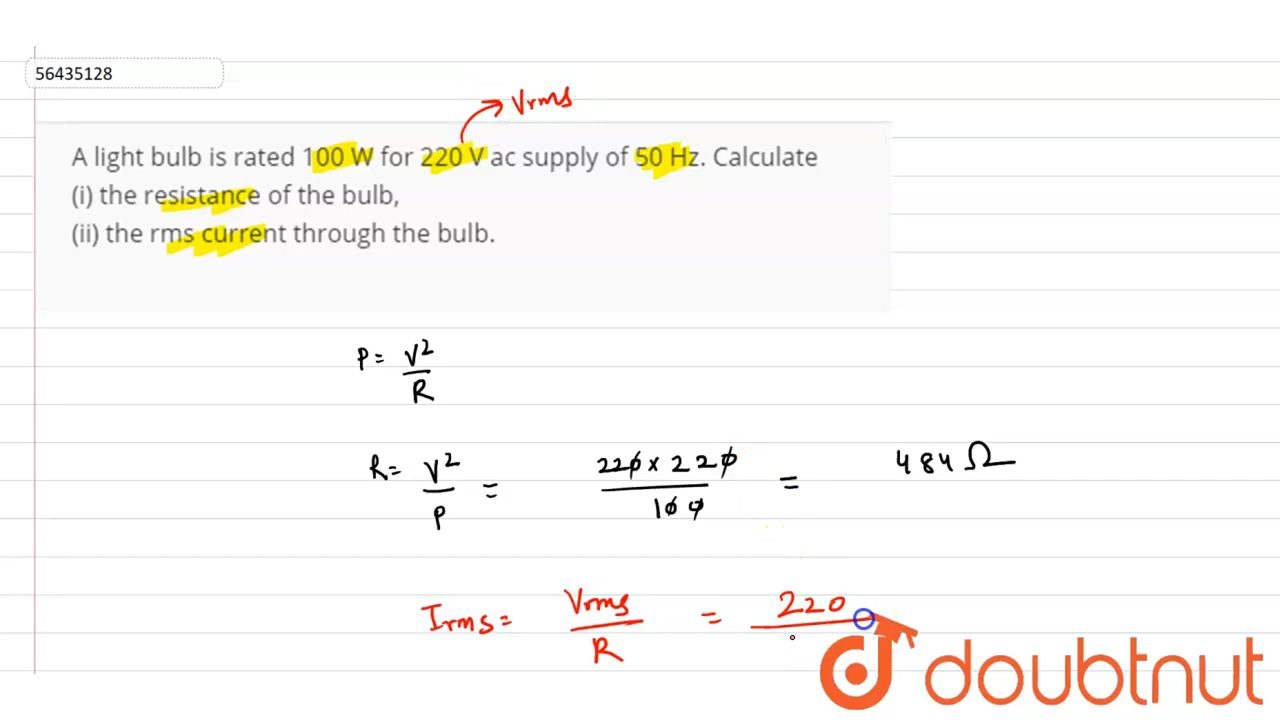 56435128
Vrms
A light bulb is rated 100 W for 220 V ac supply of 50 Hz. Calculate
(i) the resistance of the bulb,
(ii) the rms current through the bulb.
P = V²
R
R = V² = 220 x 220 = 484 Ω
P 100
Irms = Vrms = 220
R
doubtnut